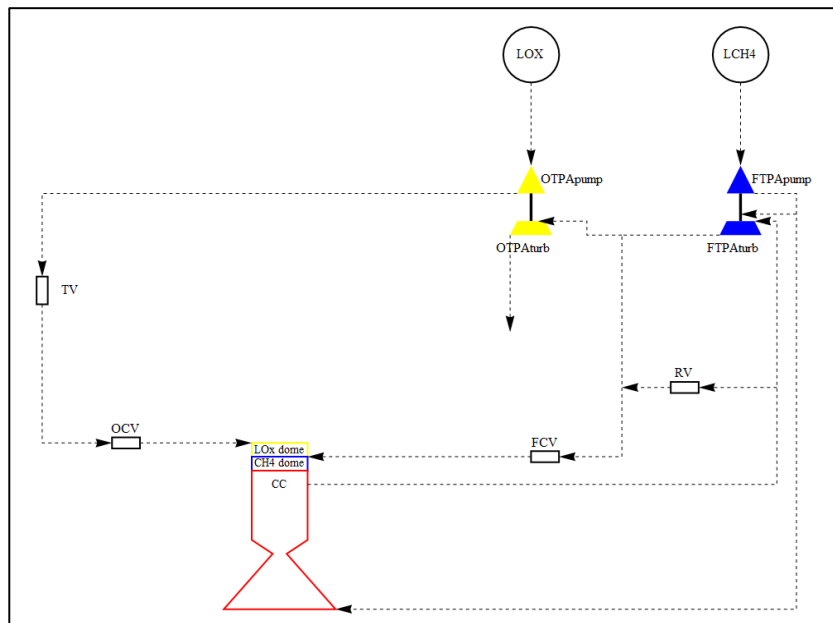 LOX
LCH4
OTPApump
FTPApump
OTPAturb
FTPAturb
TV
RV
OCV
FCV
LOx dome
CH4 dome
CC